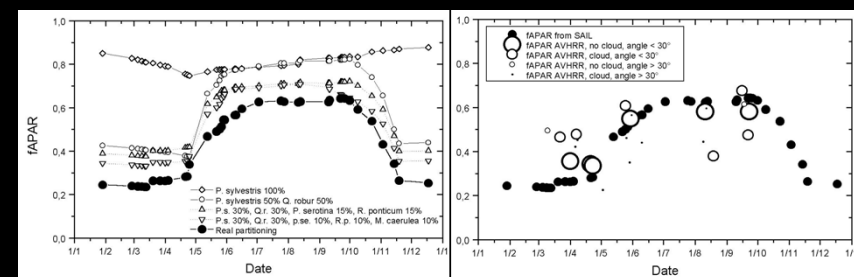 1,0
0,8
0,6
0,4
0,2
0,0
fAPAR
P. sylvestris 100%
P. sylvestris 50% Q. robur 50%
P.s. 30%, Q.r. 30%, P. serotina 15%, R. ponticum 15%
P.s. 30%, Q.r. 30%, p.se. 10%, R.p. 10%, M. caerulea 10%
Real partitioning
1/1 1/2 1/3 1/4 1/5 1/6 1/7 1/8 1/9 1/10 1/11 1/12 1/1
Date
1,0
0,8
0,6
0,4
0,2
0,0
fAPAR from SAIL
fAPAR AVHRR, no cloud, angle < 30°
fAPAR AVHRR, cloud, angle < 30°
fAPAR AVHRR, no cloud, angle > 30°
fAPAR AVHRR, cloud, angle > 30°
1/1 1/2 1/3 1/4 1/5 1/6 1/7 1/8 1/9 1/10 1/11 1/12 1/
Date